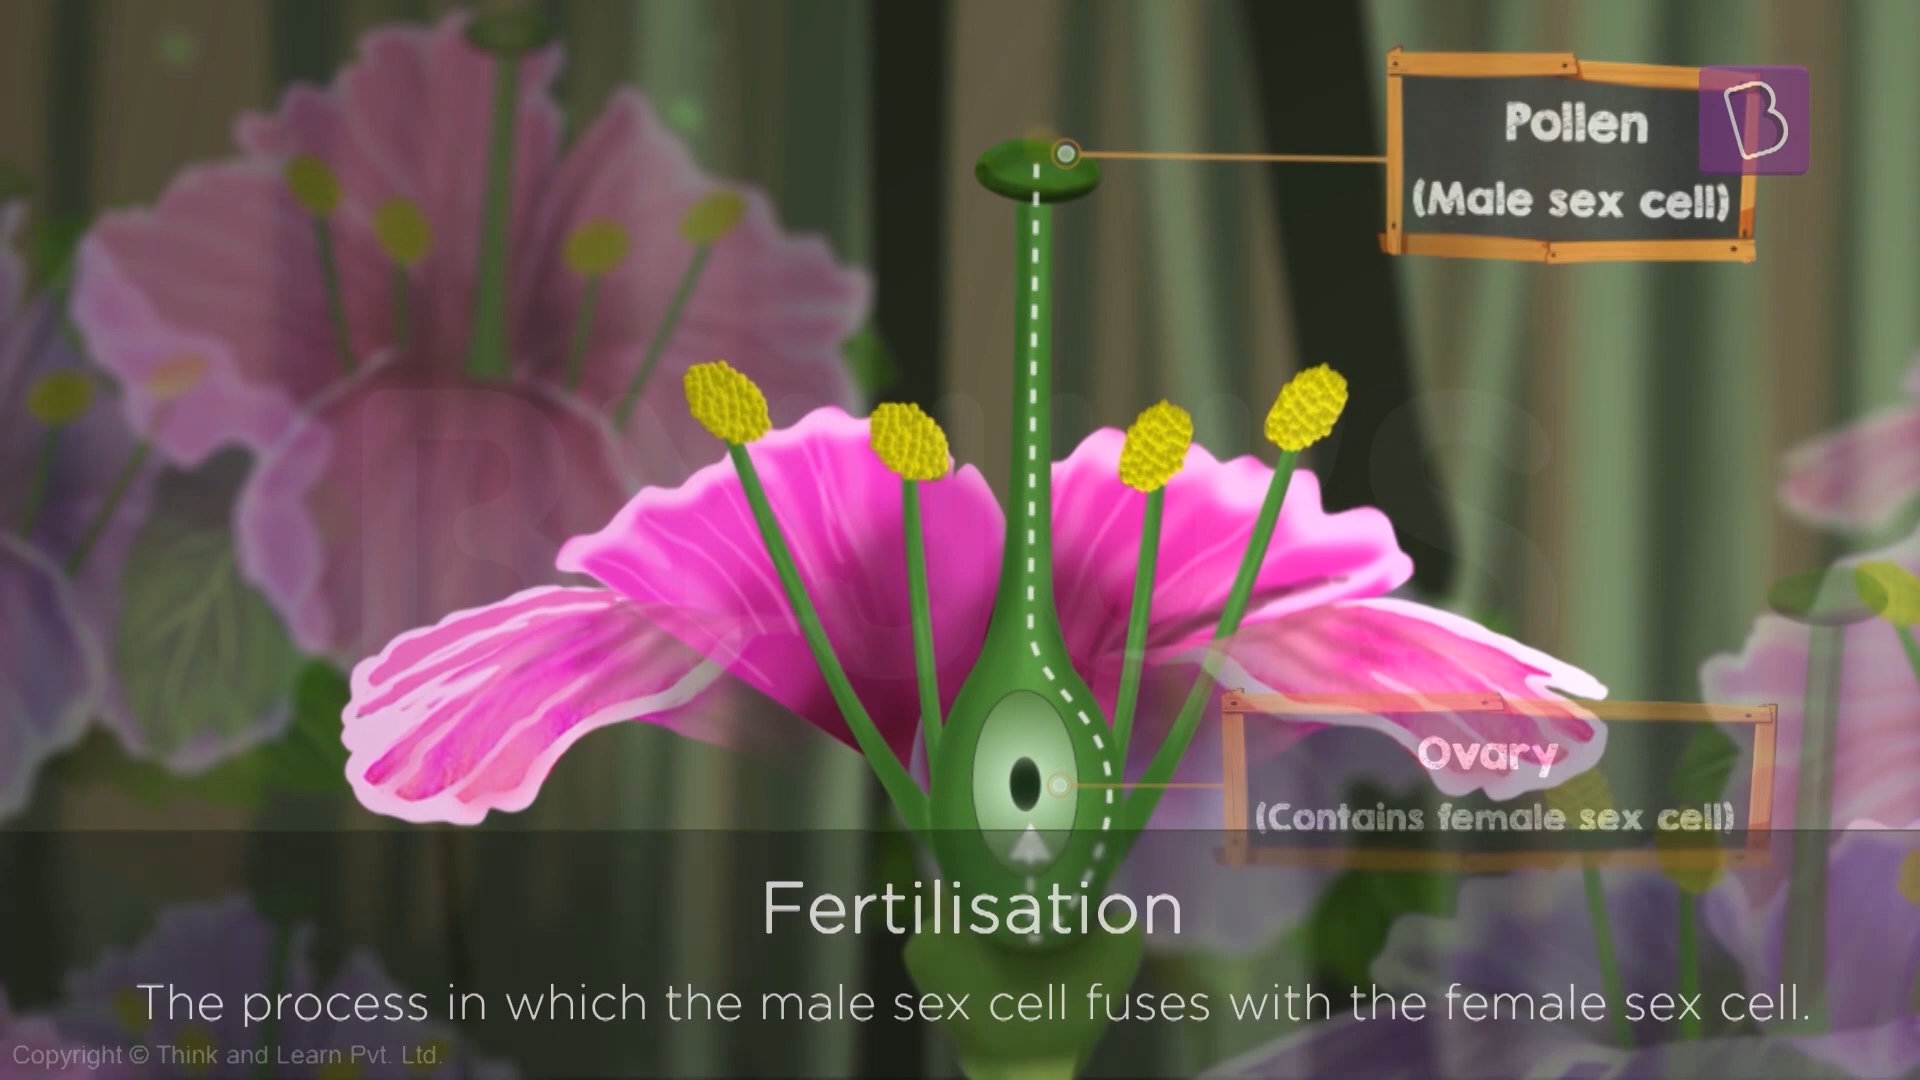 Pollen
(Male sex cell)
B
BYJU'S
Ovary
(Contains female sex cell)
Fertilisation
The process in which the male sex cell fuses with the female sex cell.
Copyright © Think and Learn Pvt. Ltd.